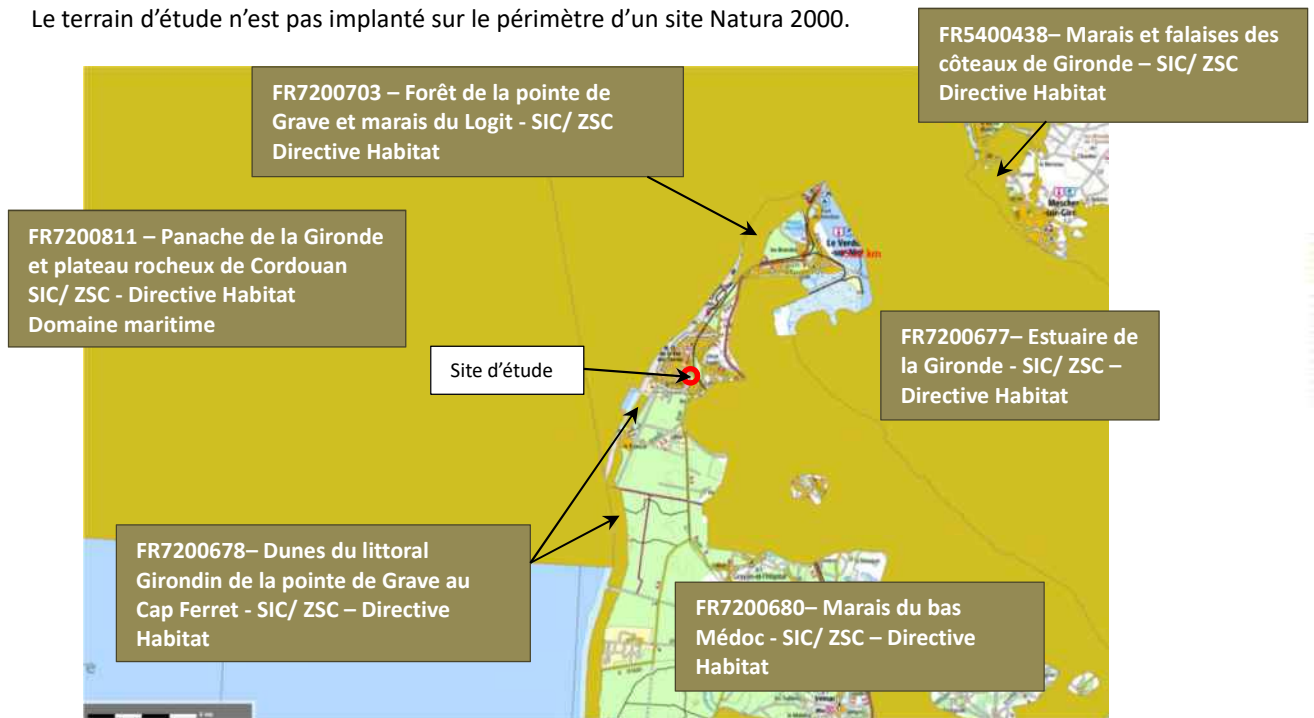 Le terrain d’étude n’est pas implanté sur le périmètre d’un site Natura 2000.
FR5400438– Marais et falaises des
côteaux de Gironde – SIC/ ZSC
Directive Habitat
FR7200703 – Forêt de la pointe de
Grave et marais du Logit - SIC/ ZSC
Directive Habitat
FR7200811 – Panache de la Gironde
et plateau rocheux de Cordouan
SIC/ ZSC - Directive Habitat
Domaine maritime
Le Verdon
km
Mescher
sur-Gir
FR7200677– Estuaire de
la Gironde - SIC/ ZSC –
Directive Habitat
Site d’étude
FR7200678– Dunes du littoral
Girondin de la pointe de Grave au
Cap Ferret - SIC/ ZSC – Directive
Habitat
FR7200680– Marais du bas
Médoc - SIC/ ZSC – Directive
Habitat